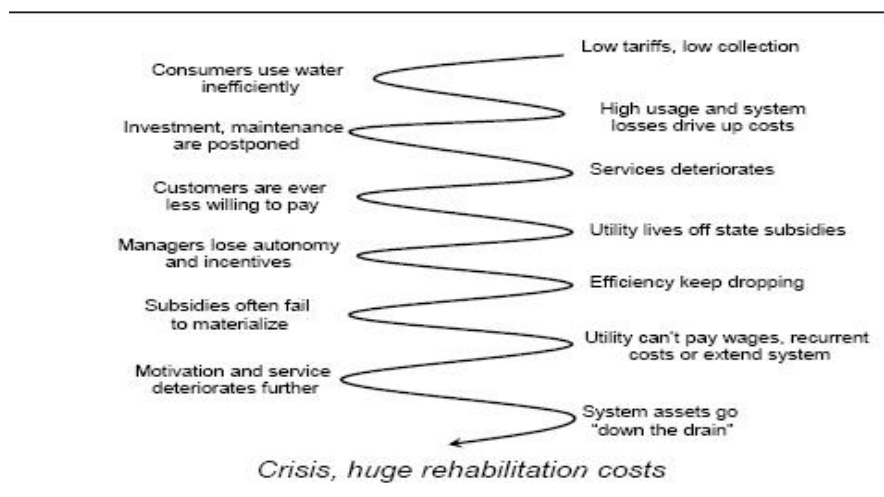 Low tariffs, low collection
Consumers use water
inefficiently
High usage and system
losses drive up costs
Investment, maintenance
are postponed
Services deteriorates
Customers are ever
less willing to pay
Utility lives off state subsidies
Managers lose autonomy
and incentives
Efficiency keep dropping
Subsidies often fail
to materialize
Utility can't pay wages, recurrent
costs or extend system
Motivation and service
deteriorates further
System assets go
"down the drain"
Crisis, huge rehabilitation costs